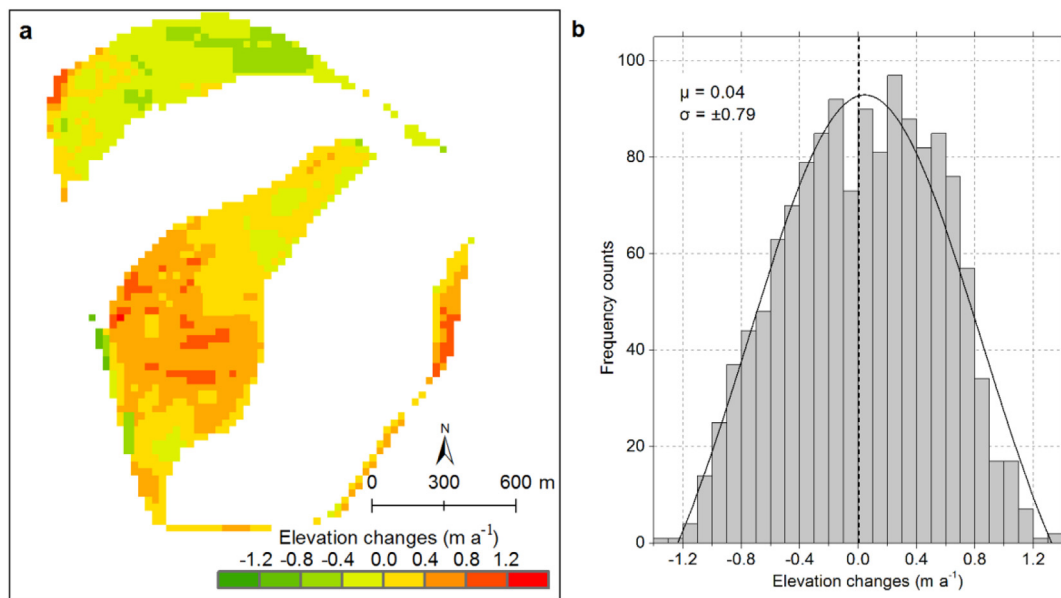 a
N
0 300 600 m
Elevation changes (m a⁻¹)
-1.2 -0.8 -0.4 0.0 0.4 0.8 1.2
b
μ = 0.04
σ = ±0.79
Frequency counts
100
80
60
40
20
0
-1.2 -0.8 -0.4 0.0 0.4 0.8 1.2
Elevation changes (m a⁻¹)